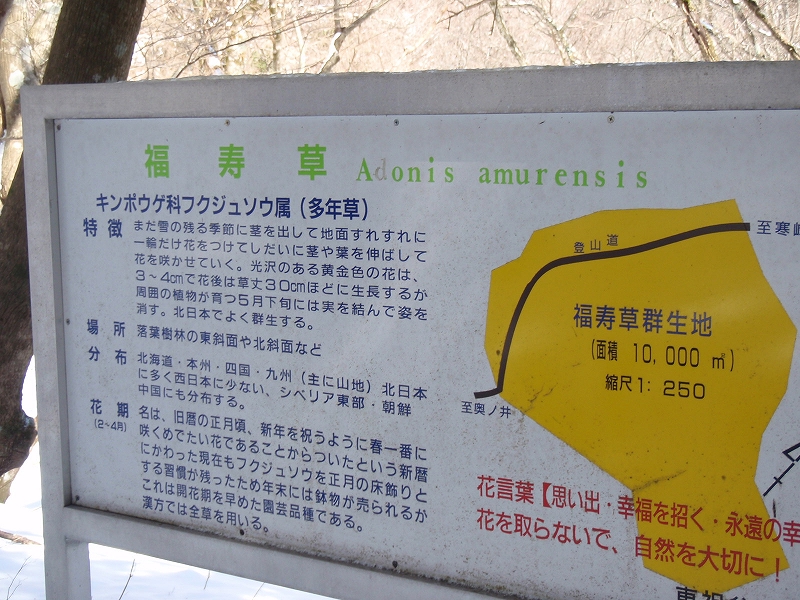 福寿草 Adonis amurensis
キンポウゲ科フクジュソウ属(多年草)
特徴 まだ雪の残る季節に茎を出して地面すれすれに
一輪だけ花をつけてしだいに茎や葉を伸ばして
花を咲かせていく。光沢のある黄金色の花は、
3~4cmで花後は草丈30cmほどに生長するが
周囲の植物が育つ5月下旬には実を結んで姿を
消す。北日本でよく群生する。
場所 落葉樹林の東斜面や北斜面など
分布 北海道・本州・四国・九州(主に山地)北日本
に多く西日本に少ない、シベリア東部・朝鮮
中国にも分布する。
花期 名は、旧暦の正月頃、新年を祝うように春一番に
(2~4月) 咲くめでたい花であることからついたという新暦
にかわった現在もフクジュソウを正月の床飾りと
する習慣が残ったため年末には鉢物が売られるが
これは開花期を早めた園芸品種である。
漢方では全草を用いる。
至寒
登山道
福寿草群生地
(面積 10,000 ㎡)
縮尺1:250
至奥ノ井
花言葉【思い出・幸福を招く・永遠の幸
花を取らないで、自然を大切に!